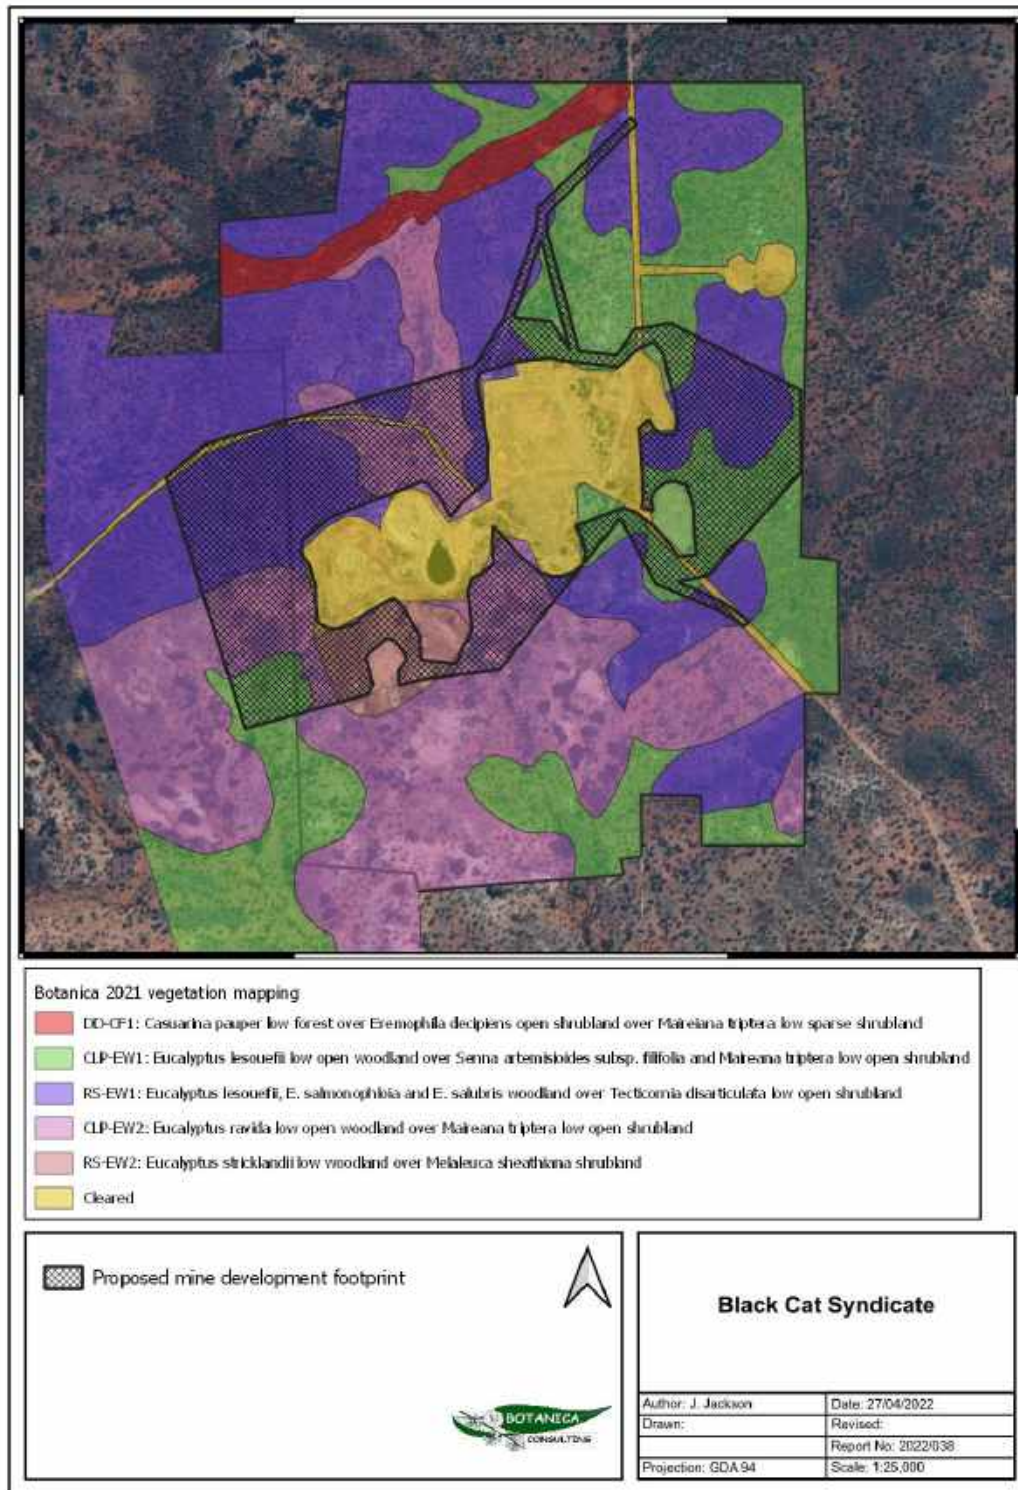 Botanica 2021 vegetation mapping
DD-CF1: Casuarina pauper low forest over Eremophila decipiens open shrubland over Maireiana triptera low sparse shrubland
CLP-EW1: Eucalyptus lesouefii low open woodland over Senna artemisioides subsp. filifolia and Maireana triptera low open shrubland
RS-EW1: Eucalyptus lesouefii, E. salmonophloia and E. salubris woodland over Tecticornia disarticulata low open shrubland
CLP-EW2: Eucalyptus ravida low open woodland over Maireana triptera low open shrubland
RS-EW2: Eucalyptus stricklandii low woodland over Melaleuca sheathiana shrubland
Cleared
Proposed mine development footprint
BOTANICA
CONSULTING
Black Cat Syndicate
Author: J. Jackson
Date: 27/04/2022
Drawn:
Revised:
Report No: 2022/038
Projection: GDA 94
Scale: 1:25,000